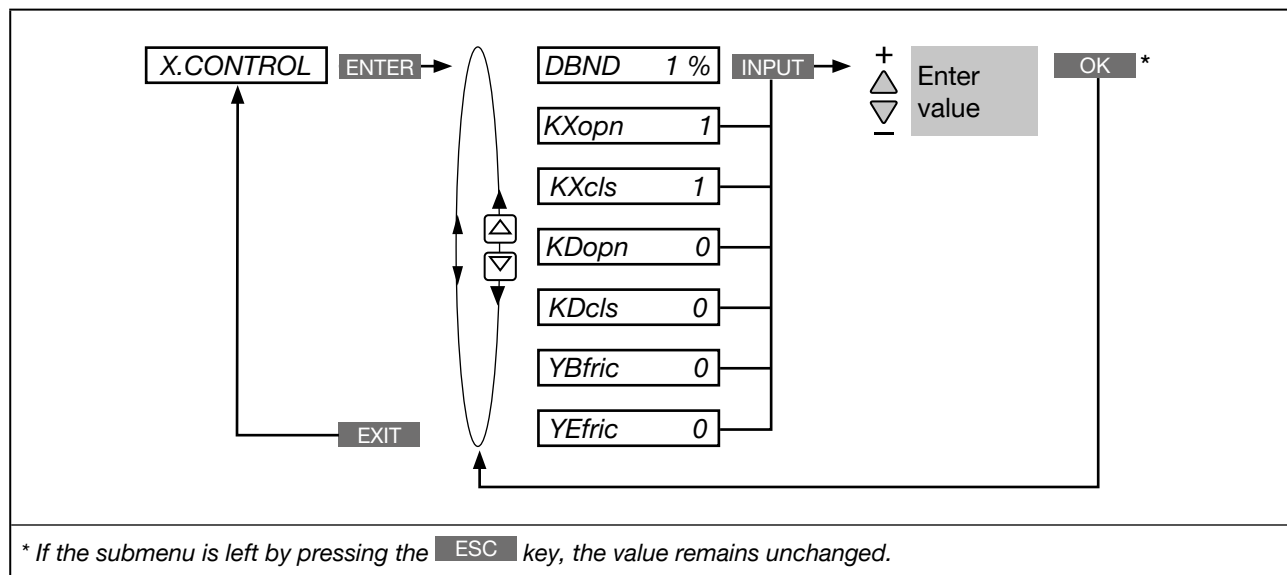 X.CONTROL ENTER DBND 1 % INPUT + Enter value – OK *
KXopn 1
KXcls 1
KDopn 0
KDcls 0
YBfric 0
YEfric 0
EXIT
* If the submenu is left by pressing the ESC key, the value remains unchanged.